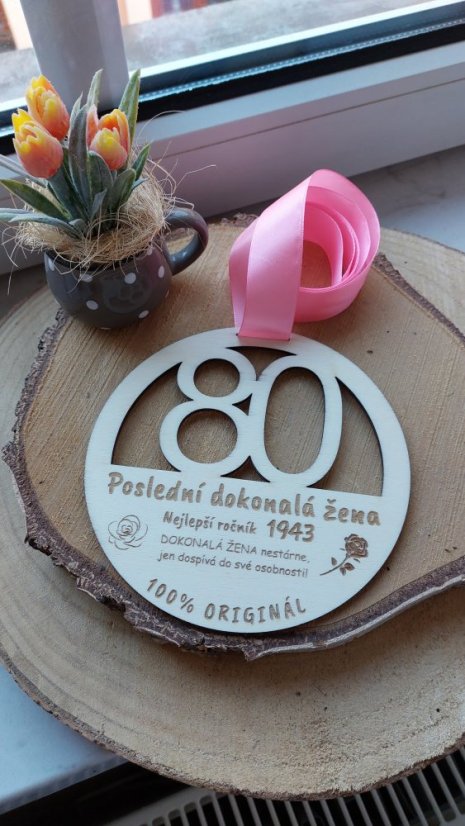 80
Poslední dokonalá žena
Nejlepší ročník 1943
DOKONALÁ ŽENA nestárne,
jen dospívá do své osobnosti!
100% ORIGINÁL